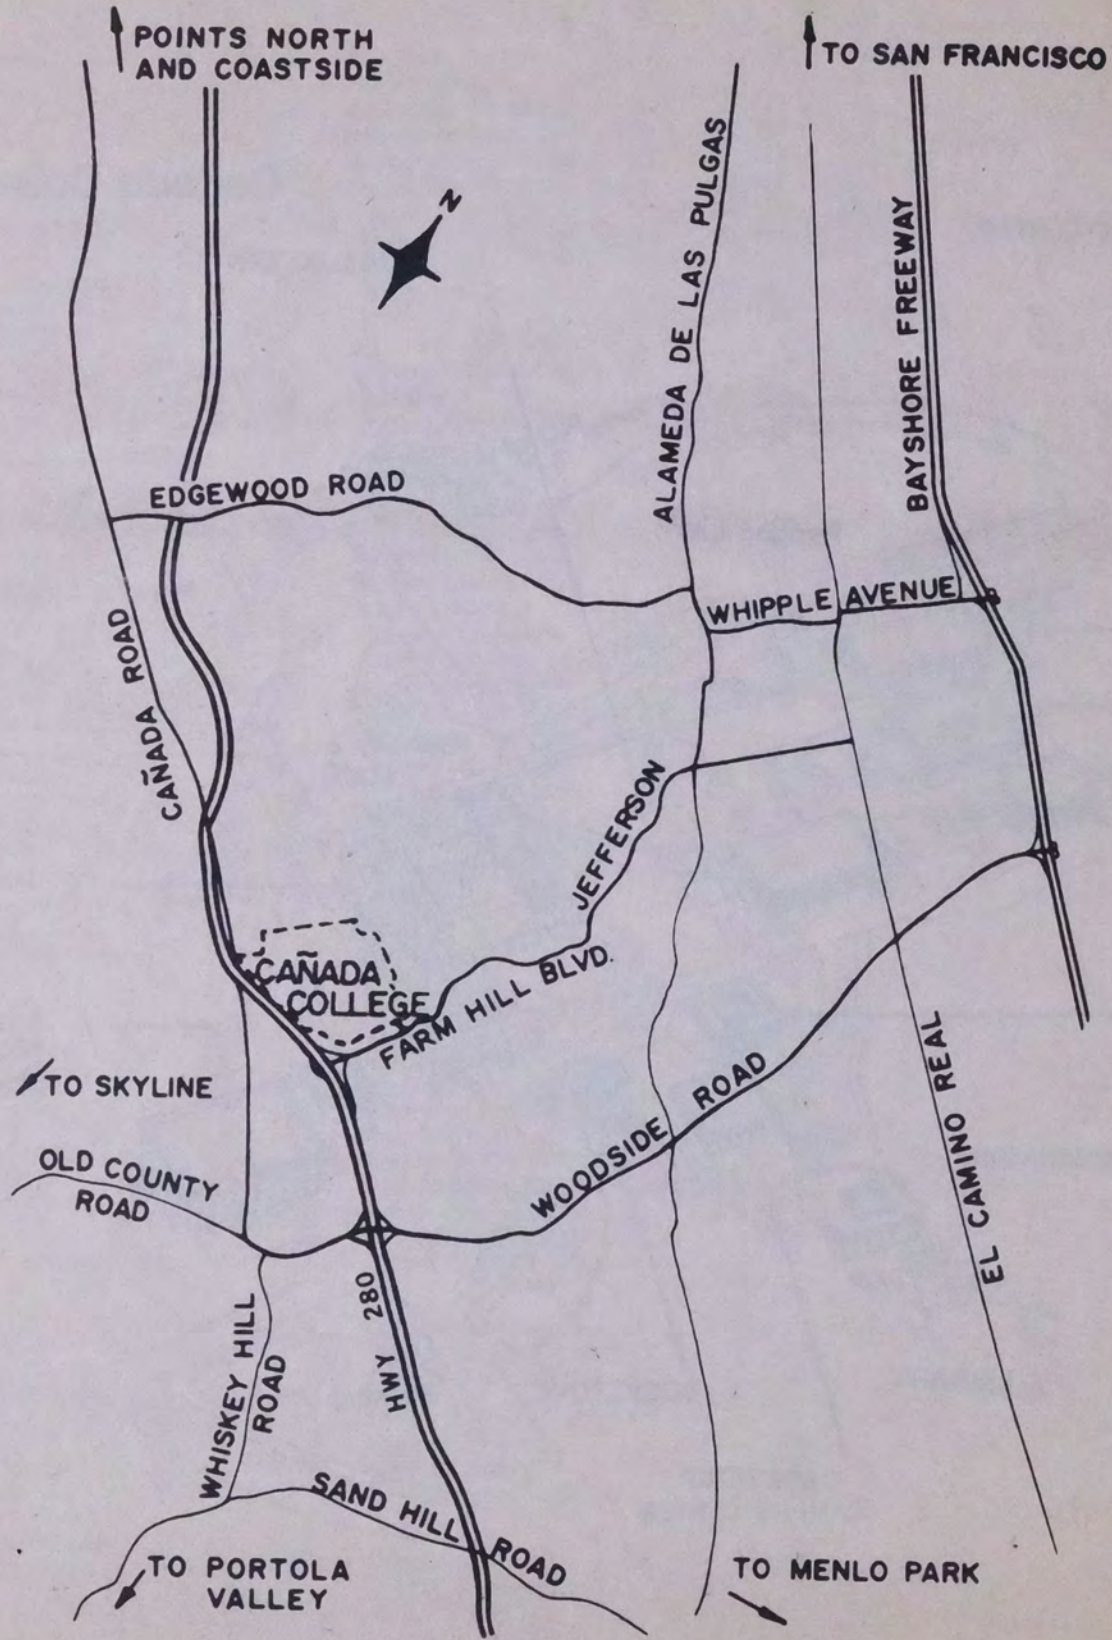 POINTS NORTH
AND COASTSIDE
TO SAN FRANCISCO
N
ALAMEDA DE LAS PULGAS
BAYSHORE FREEWAY
EDGEWOOD ROAD
WHIPPLE AVENUE
CAÑADA ROAD
JEFFERSON
CAÑADA
COLLEGE
FARM HILL BLVD.
TO SKYLINE
WOODSIDE ROAD
EL CAMINO REAL
OLD COUNTY
ROAD
280
HWY
WHISKEY HILL
ROAD
SAND HILL ROAD
TO PORTOLA
VALLEY
TO MENLO PARK